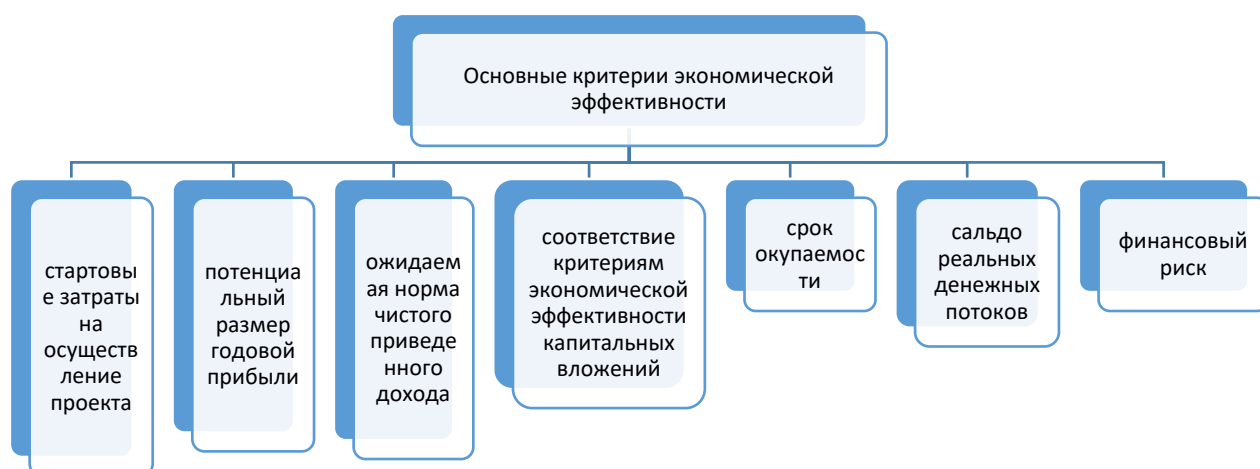 Основные критерии экономической
эффективности
стартовы
е затраты
на
осуществ
ление
проекта
потенциа
льный
размер
годовой
прибыли
ожидаем
ая норма
чистого
приведе
нного
дохода
соответствие
критериям
экономической
эффективности
капитальных
вложений
срок
окупаемос
ти
сальдо
реальных
денежных
потоков
финансовый
риск